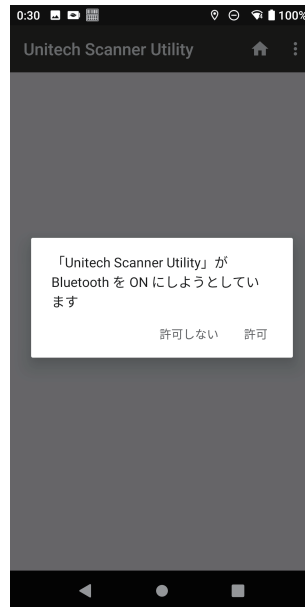 0:30
100%
Unitech Scanner Utility
「Unitech Scanner Utility」が
Bluetooth を ON にしようとしてい
ます
許可しない 許可